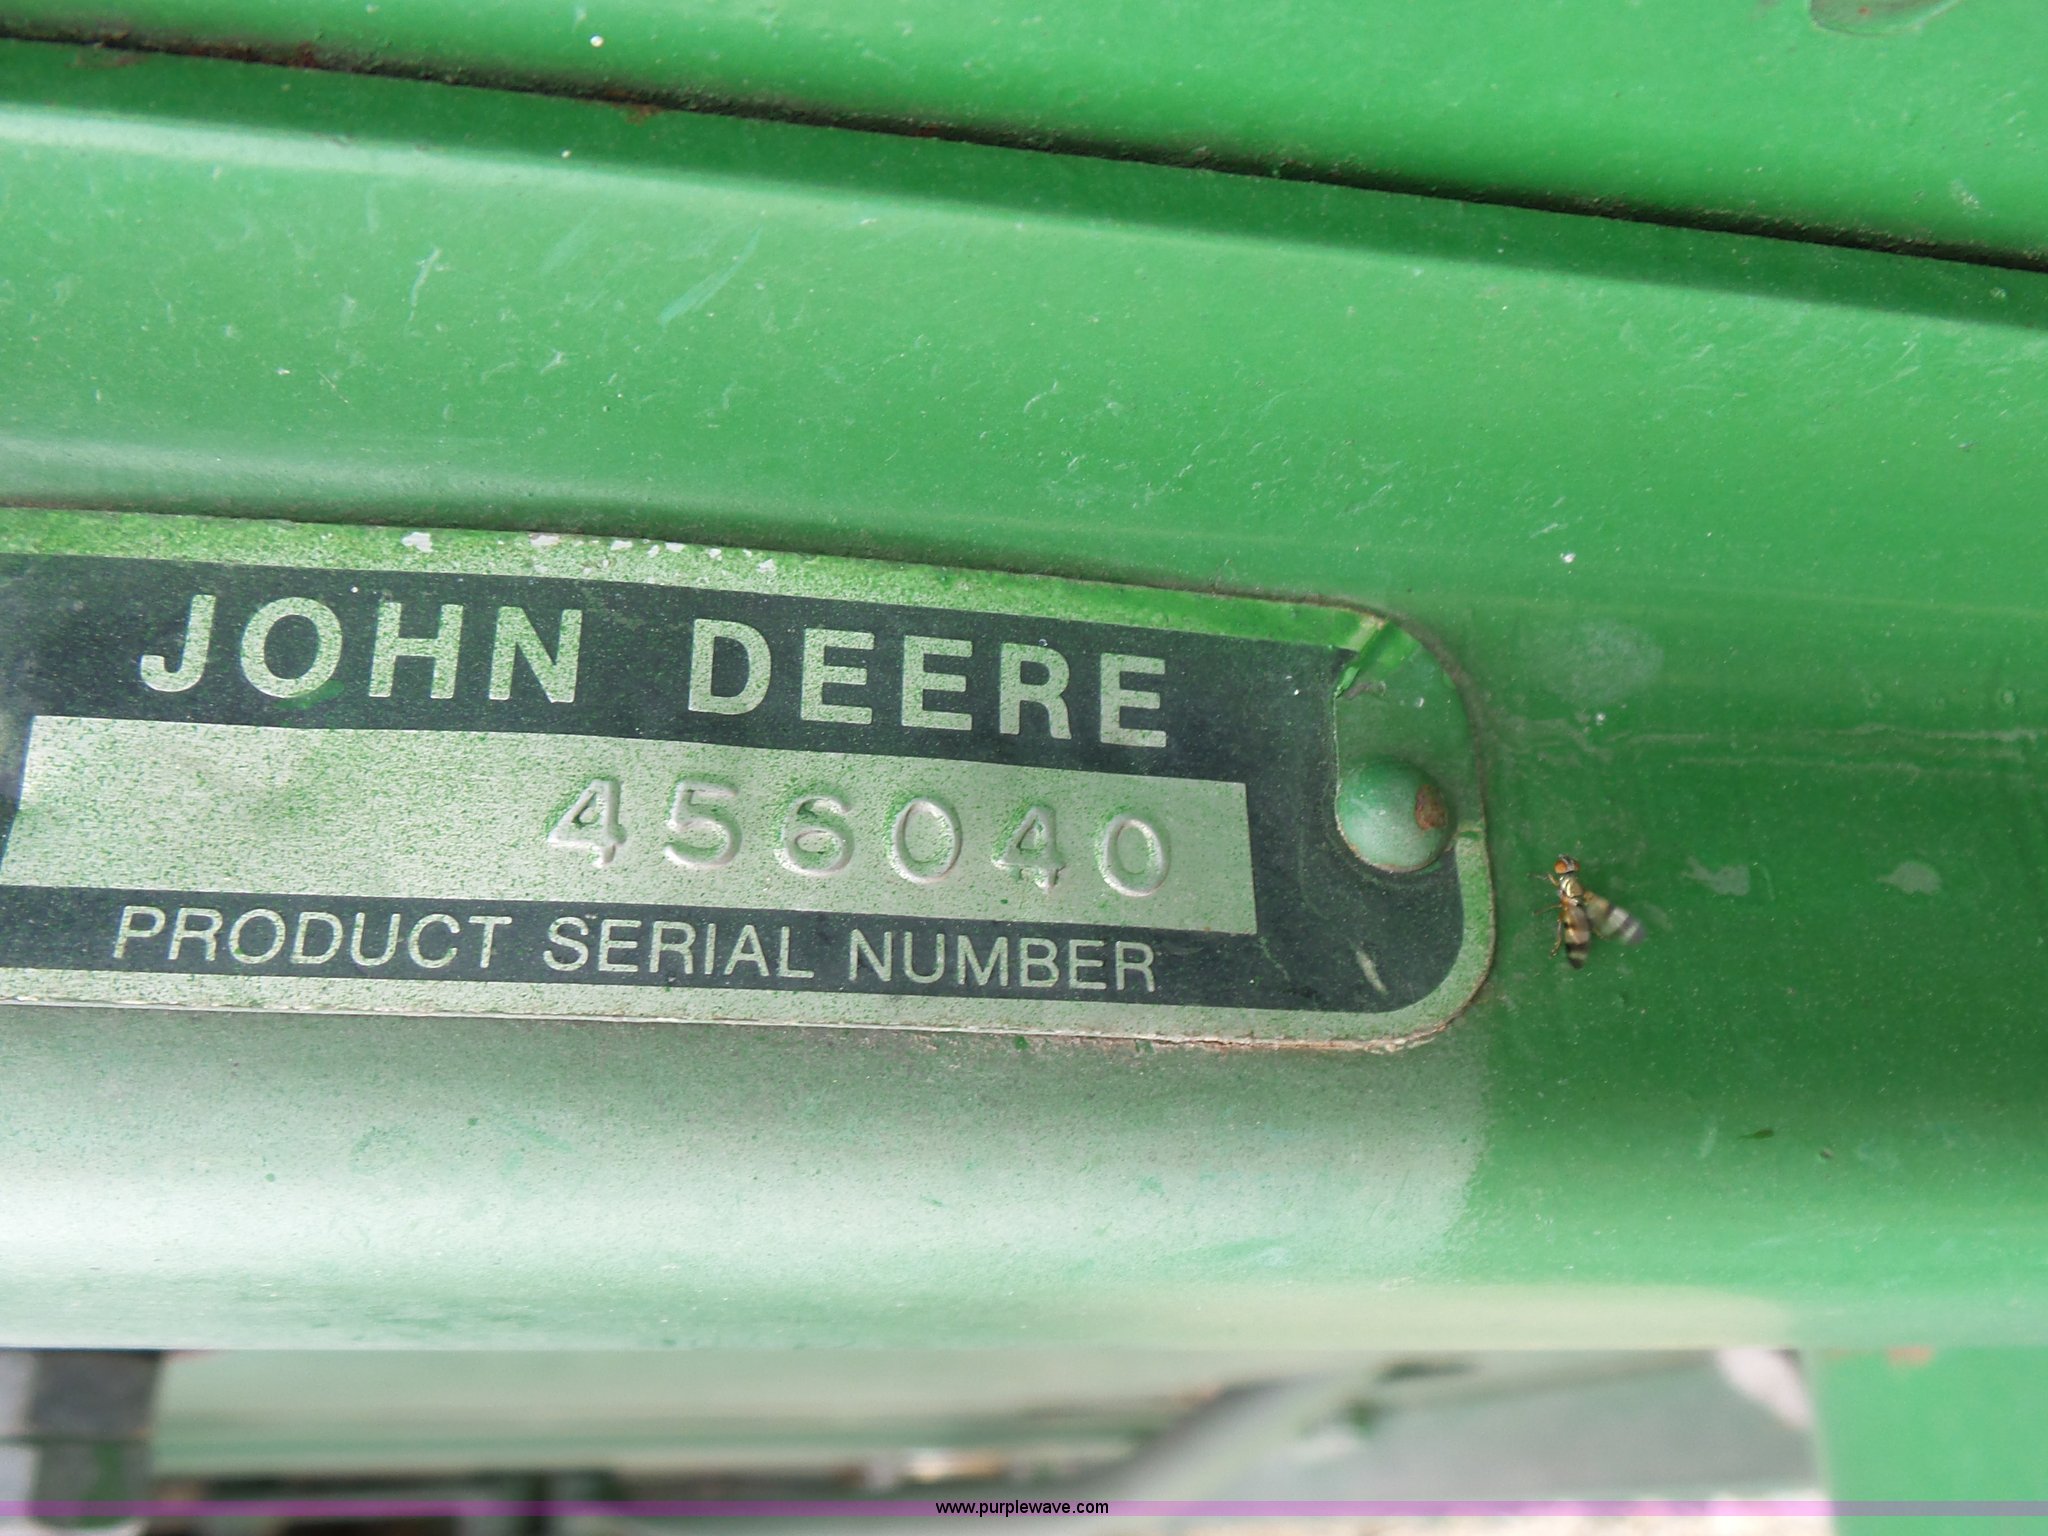 JOHN DEERE
456040
PRODUCT SERIAL NUMBER
www.purplewave.com